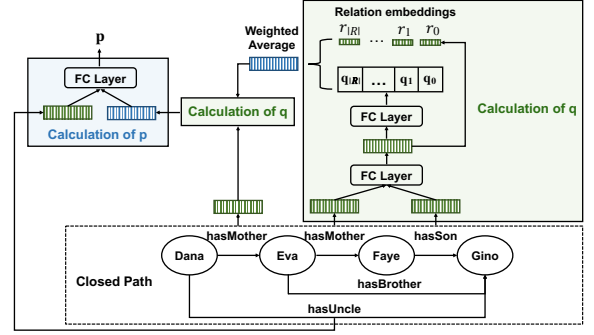 Relation embeddings
r|R| ... r1 r0
Weighted
Average
p
FC Layer
Calculation of p
Calculation of q
q|R| ... q1 q0
FC Layer
Calculation of q
FC Layer
hasMother hasMother hasSon
Dana Eva Faye Gino
Closed Path
hasBrother
hasUncle